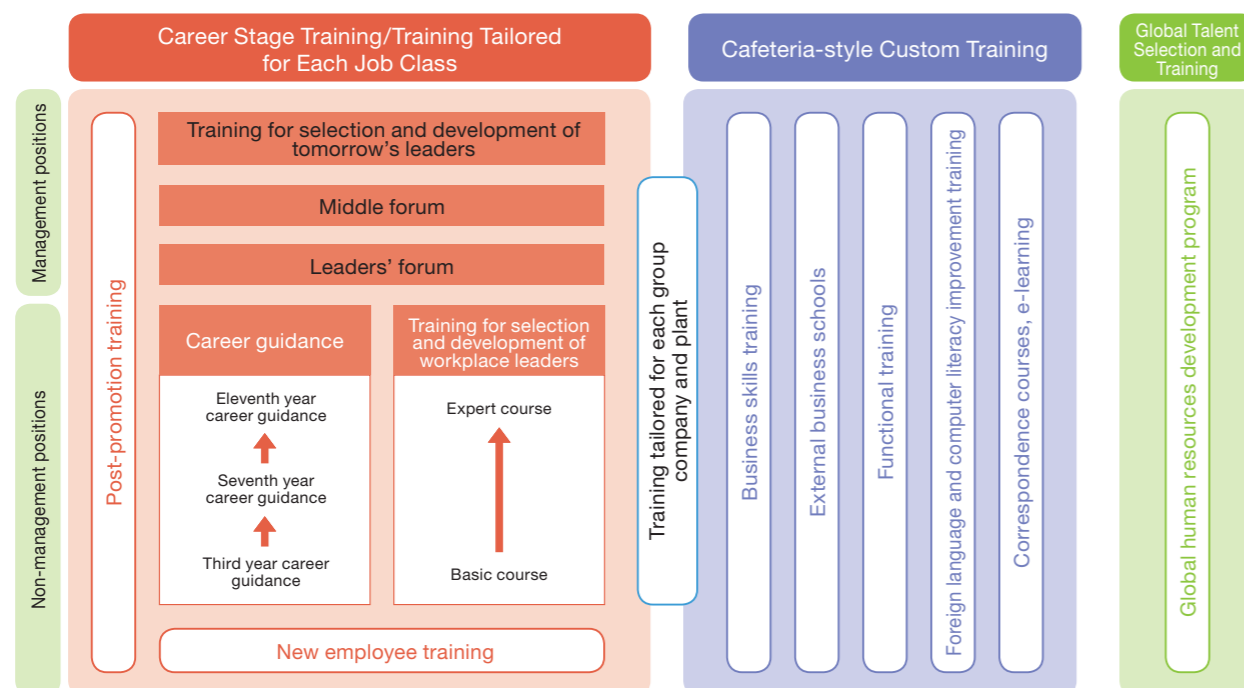 Career Stage Training/Training Tailored
for Each Job Class
Cafeteria-style Custom Training
Global Talent
Selection and
Training
Management positions
Non-management positions
Post-promotion training
Training for selection and development of
tomorrow's leaders
Middle forum
Leaders' forum
Career guidance
Eleventh year
career guidance
Seventh year
career guidance
Third year career
guidance
Training for selection
and development of
workplace leaders
Expert course
Basic course
New employee training
Training tailored for each group
company and plant
Business skills training
External business schools
Functional training
Foreign language and computer literacy improvement training
Correspondence courses, e-learning
Global human resources development program